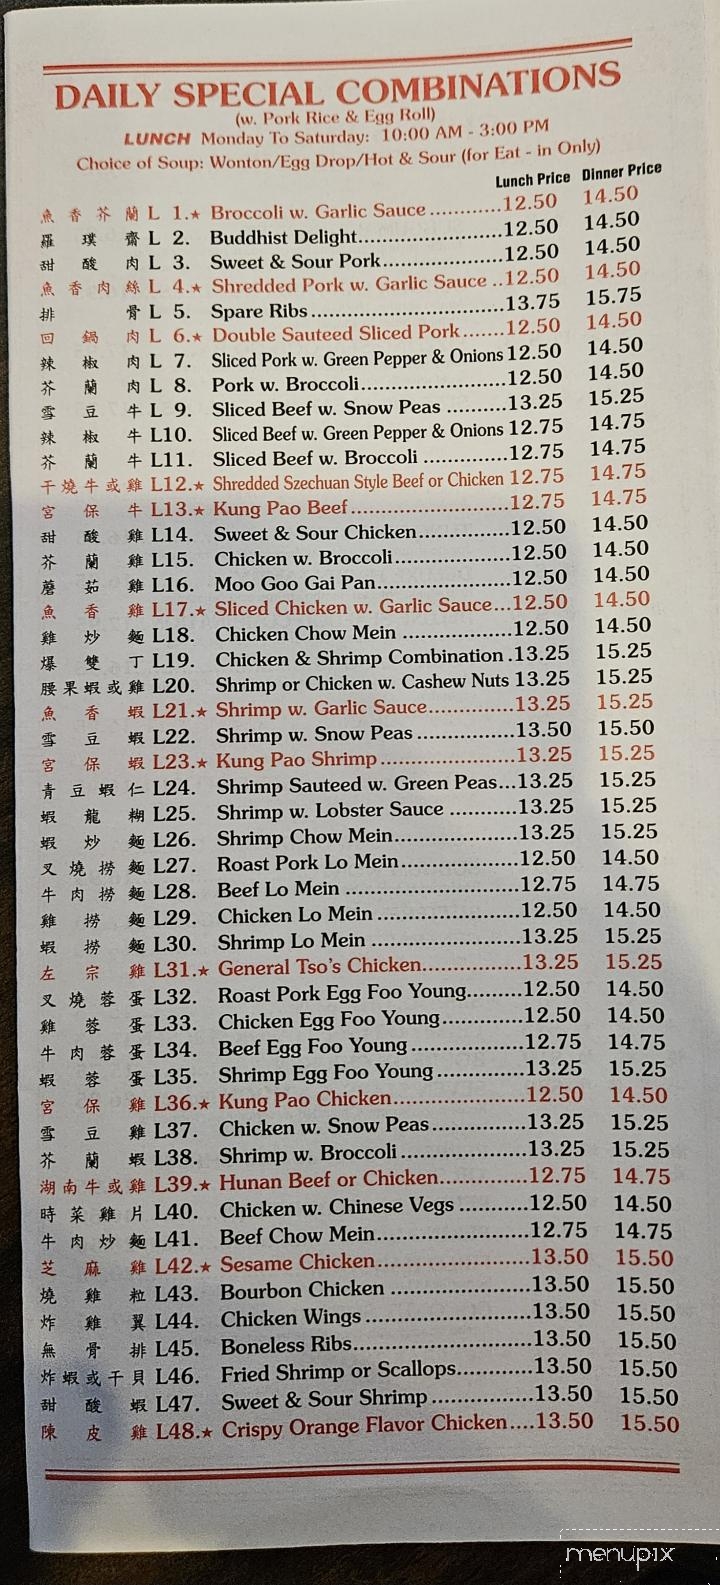 DAILY SPECIAL COMBINATIONS
(w. Pork Rice & Egg Roll)
LUNCH Monday To Saturday: 10:00 AM - 3:00 PM
Choice of Soup: Wonton/Egg Drop/Hot & Sour (for Eat - in Only)
Lunch Price Dinner Price
魚香芥蘭 L 1.★ Broccoli w. Garlic Sauce ...........12.50 14.50
羅璞齋 L 2. Buddhist Delight......................12.50 14.50
甜酸肉 L 3. Sweet & Sour Pork..................12.50 14.50
魚香肉絲 L 4.★ Shredded Pork w. Garlic Sauce ..12.50 14.50
排骨 L 5. Spare Ribs.............................13.75 15.75
回鍋肉 L 6.★ Double Sauteed Sliced Pork.......12.50 14.50
辣椒肉 L 7. Sliced Pork w. Green Pepper & Onions 12.50 14.50
芥蘭肉 L 8. Pork w. Broccoli......................12.50 14.50
雪豆牛 L 9. Sliced Beef w. Snow Peas .........13.25 15.25
辣椒牛 L10. Sliced Beef w. Green Pepper & Onions 12.75 14.75
芥蘭牛 L11. Sliced Beef w. Broccoli .............12.75 14.75
干燒牛或雞 L12.★ Shredded Szechuan Style Beef or Chicken 12.75 14.75
宮保牛 L13.★ Kung Pao Beef........................12.75 14.75
甜酸雞 L14. Sweet & Sour Chicken..............12.50 14.50
芥蘭雞 L15. Chicken w. Broccoli.................12.50 14.50
蘑茹雞 L16. Moo Goo Gai Pan....................12.50 14.50
魚香雞 L17.★ Sliced Chicken w. Garlic Sauce...12.50 14.50
雞炒麵 L18. Chicken Chow Mein ................12.50 14.50
爆雙丁 L19. Chicken & Shrimp Combination .13.25 15.25
腰果蝦或雞 L20. Shrimp or Chicken w. Cashew Nuts 13.25 15.25
魚香蝦 L21.★ Shrimp w. Garlic Sauce.............13.25 15.25
雪豆蝦 L22. Shrimp w. Snow Peas ...............13.50 15.50
宮保蝦 L23.★ Kung Pao Shrimp ....................13.25 15.25
青豆蝦仁 L24. Shrimp Sauteed w. Green Peas...13.25 15.25
蝦龍糊 L25. Shrimp w. Lobster Sauce ..........13.25 15.25
蝦炒麵 L26. Shrimp Chow Mein..................13.25 15.25
叉燒撈麵 L27. Roast Pork Lo Mein.................12.50 14.50
牛肉撈麵 L28. Beef Lo Mein .........................12.75 14.75
雞撈麵 L29. Chicken Lo Mein .....................12.50 14.50
蝦撈麵 L30. Shrimp Lo Mein ......................13.25 15.25
左宗雞 L31.★ General Tso's Chicken..............13.25 15.25
叉燒蓉蛋 L32. Roast Pork Egg Foo Young........12.50 14.50
雞蓉蛋 L33. Chicken Egg Foo Young............12.50 14.50
牛肉蓉蛋 L34. Beef Egg Foo Young ................12.75 14.75
蝦蓉蛋 L35. Shrimp Egg Foo Young .............13.25 15.25
宮保雞 L36.★ Kung Pao Chicken...................12.50 14.50
雪豆雞 L37. Chicken w. Snow Peas..............13.25 15.25
芥蘭蝦 L38. Shrimp w. Broccoli ..................13.25 15.25
湖南牛或雞 L39.★ Hunan Beef or Chicken............12.75 14.75
時菜雞片 L40. Chicken w. Chinese Vegs ..........12.50 14.50
牛肉炒麵 L41. Beef Chow Mein.....................12.75 14.75
芝麻雞 L42.★ Sesame Chicken.....................13.50 15.50
燒雞粒 L43. Bourbon Chicken ....................13.50 15.50
炸雞翼 L44. Chicken Wings.......................13.50 15.50
無骨排 L45. Boneless Ribs.........................13.50 15.50
炸蝦或干貝 L46. Fried Shrimp or Scallops...........13.50 15.50
甜酸蝦 L47. Sweet & Sour Shrimp ..............13.50 15.50
陳皮雞 L48.★ Crispy Orange Flavor Chicken....13.50 15.50
menupix